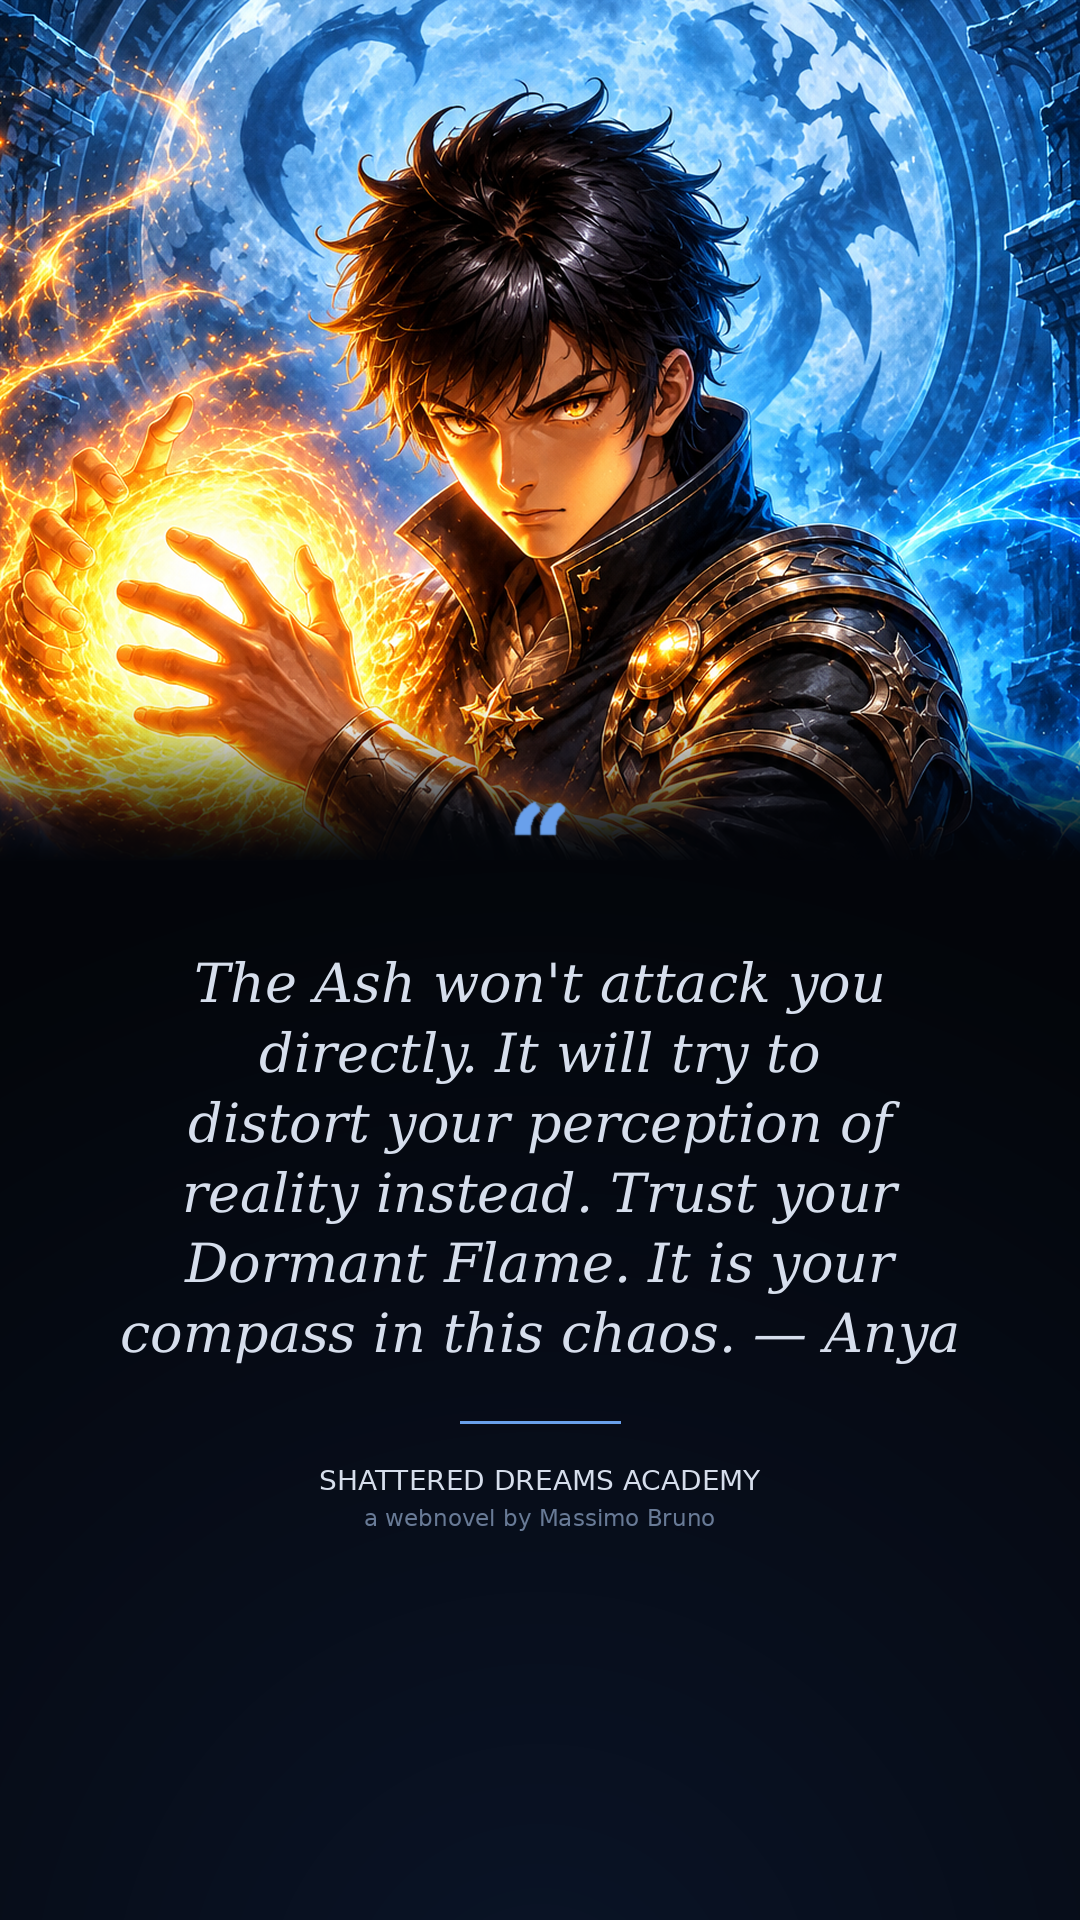 “
The Ash won't attack you
directly. It will try to
distort your perception of
reality instead. Trust your
Dormant Flame. It is your
compass in this chaos. — Anya
SHATTERED DREAMS ACADEMY
a webnovel by Massimo Bruno